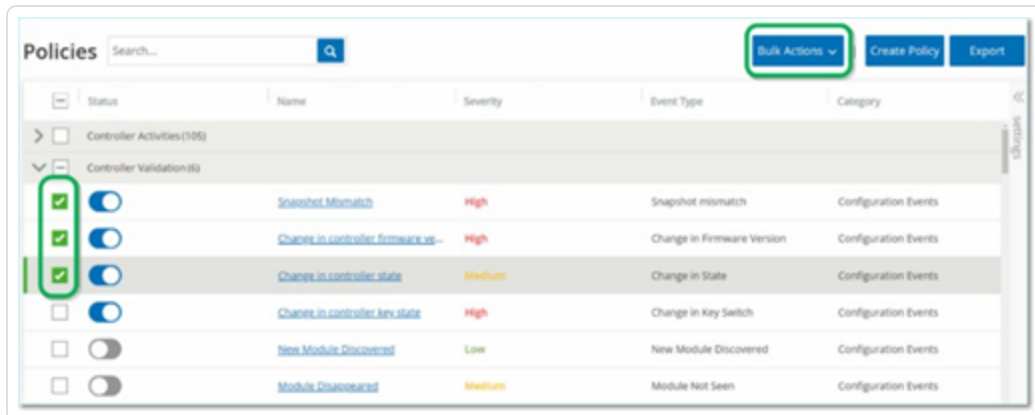 Policies Search... Bulk Actions Create Policy Export
Status Name Severity Event Type Category
settings
Controller Activities (105)
Controller Validation (6)
Snapshot Mismatch High Snapshot mismatch Configuration Events
Change in controller firmware ve... High Change in Firmware Version Configuration Events
Change in controller state Medium Change in State Configuration Events
Change in controller key state High Change in Key Switch Configuration Events
New Module Discovered Low New Module Discovered Configuration Events
Module Disappeared Medium Module Not Seen Configuration Events